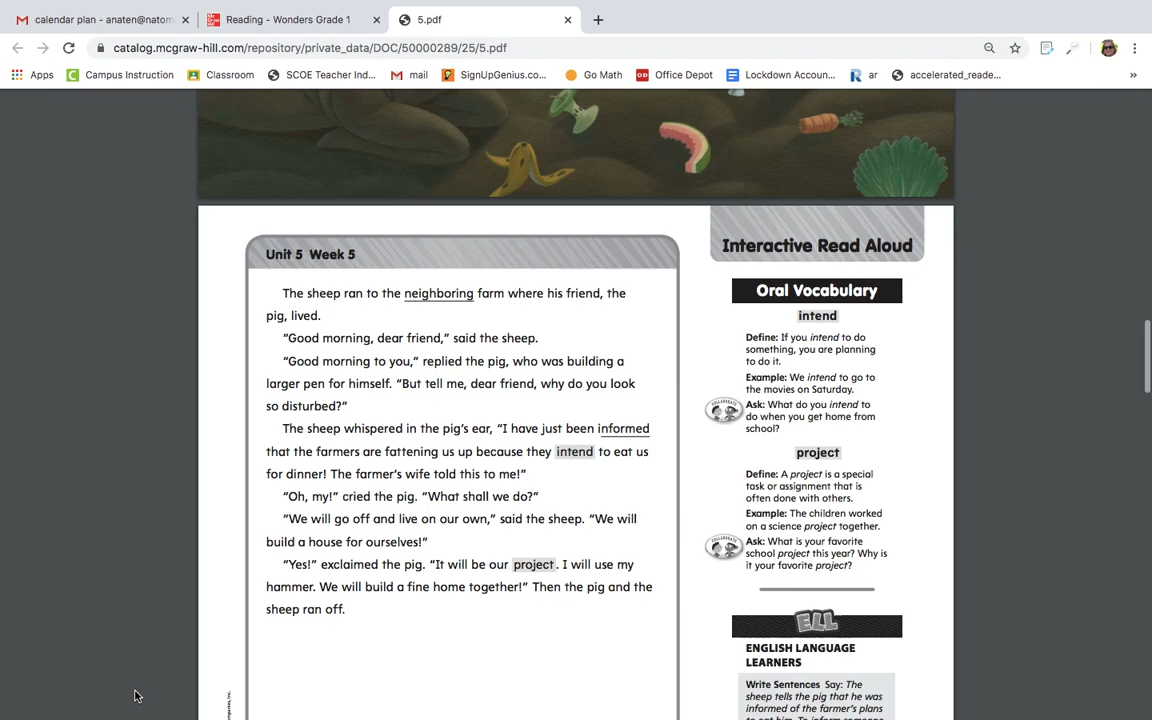 calendar plan - anaten@natom
Reading - Wonders Grade 1
5.pdf
catalog.mcgraw-hill.com/repository/private_data/DOC/50000289/25/5.pdf
Apps
Campus Instruction
Classroom
SCOE Teacher Ind...
mail
SignUpGenius.co...
Go Math
Office Depot
Lockdown Accoun...
ar
accelerated_reade...
»
Unit 5 Week 5
The sheep ran to the neighboring farm where his friend, the
pig, lived.
“Good morning, dear friend,” said the sheep.
“Good morning to you,” replied the pig, who was building a
larger pen for himself. “But tell me, dear friend, why do you look
so disturbed?“
The sheep whispered in the pig’s ear, “I have just been informed
that the farmers are fattening us up because they intend to eat us
for dinner! The farmer’s wife told this to me!”
“Oh, my!” cried the pig. “What shall we do?”
“We will go off and live on our own,” said the sheep. “We will
build a house for ourselves!”
“Yes!” exclaimed the pig. “It will be our project. I will use my
hammer. We will build a fine home together!” Then the pig and the
sheep ran off.
Interactive Read Aloud
Oral Vocabulary
intend
Define: If you intend to do
something, you are planning
to do it.
Example: We intend to go to
the movies on Saturday.
COLLABORATE
Ask: What do you intend to
do when you get home from
school?
project
Define: A project is a special
task or assignment that is
often done with others.
Example: The children worked
on a science project together.
COLLABORATE
Ask: What is your favorite
school project this year? Why is
it your favorite project?
ELL
ENGLISH LANGUAGE
LEARNERS
Write Sentences Say: The
sheep tells the pig that he was
informed of the farmer’s plans
to eat him. To inform someone